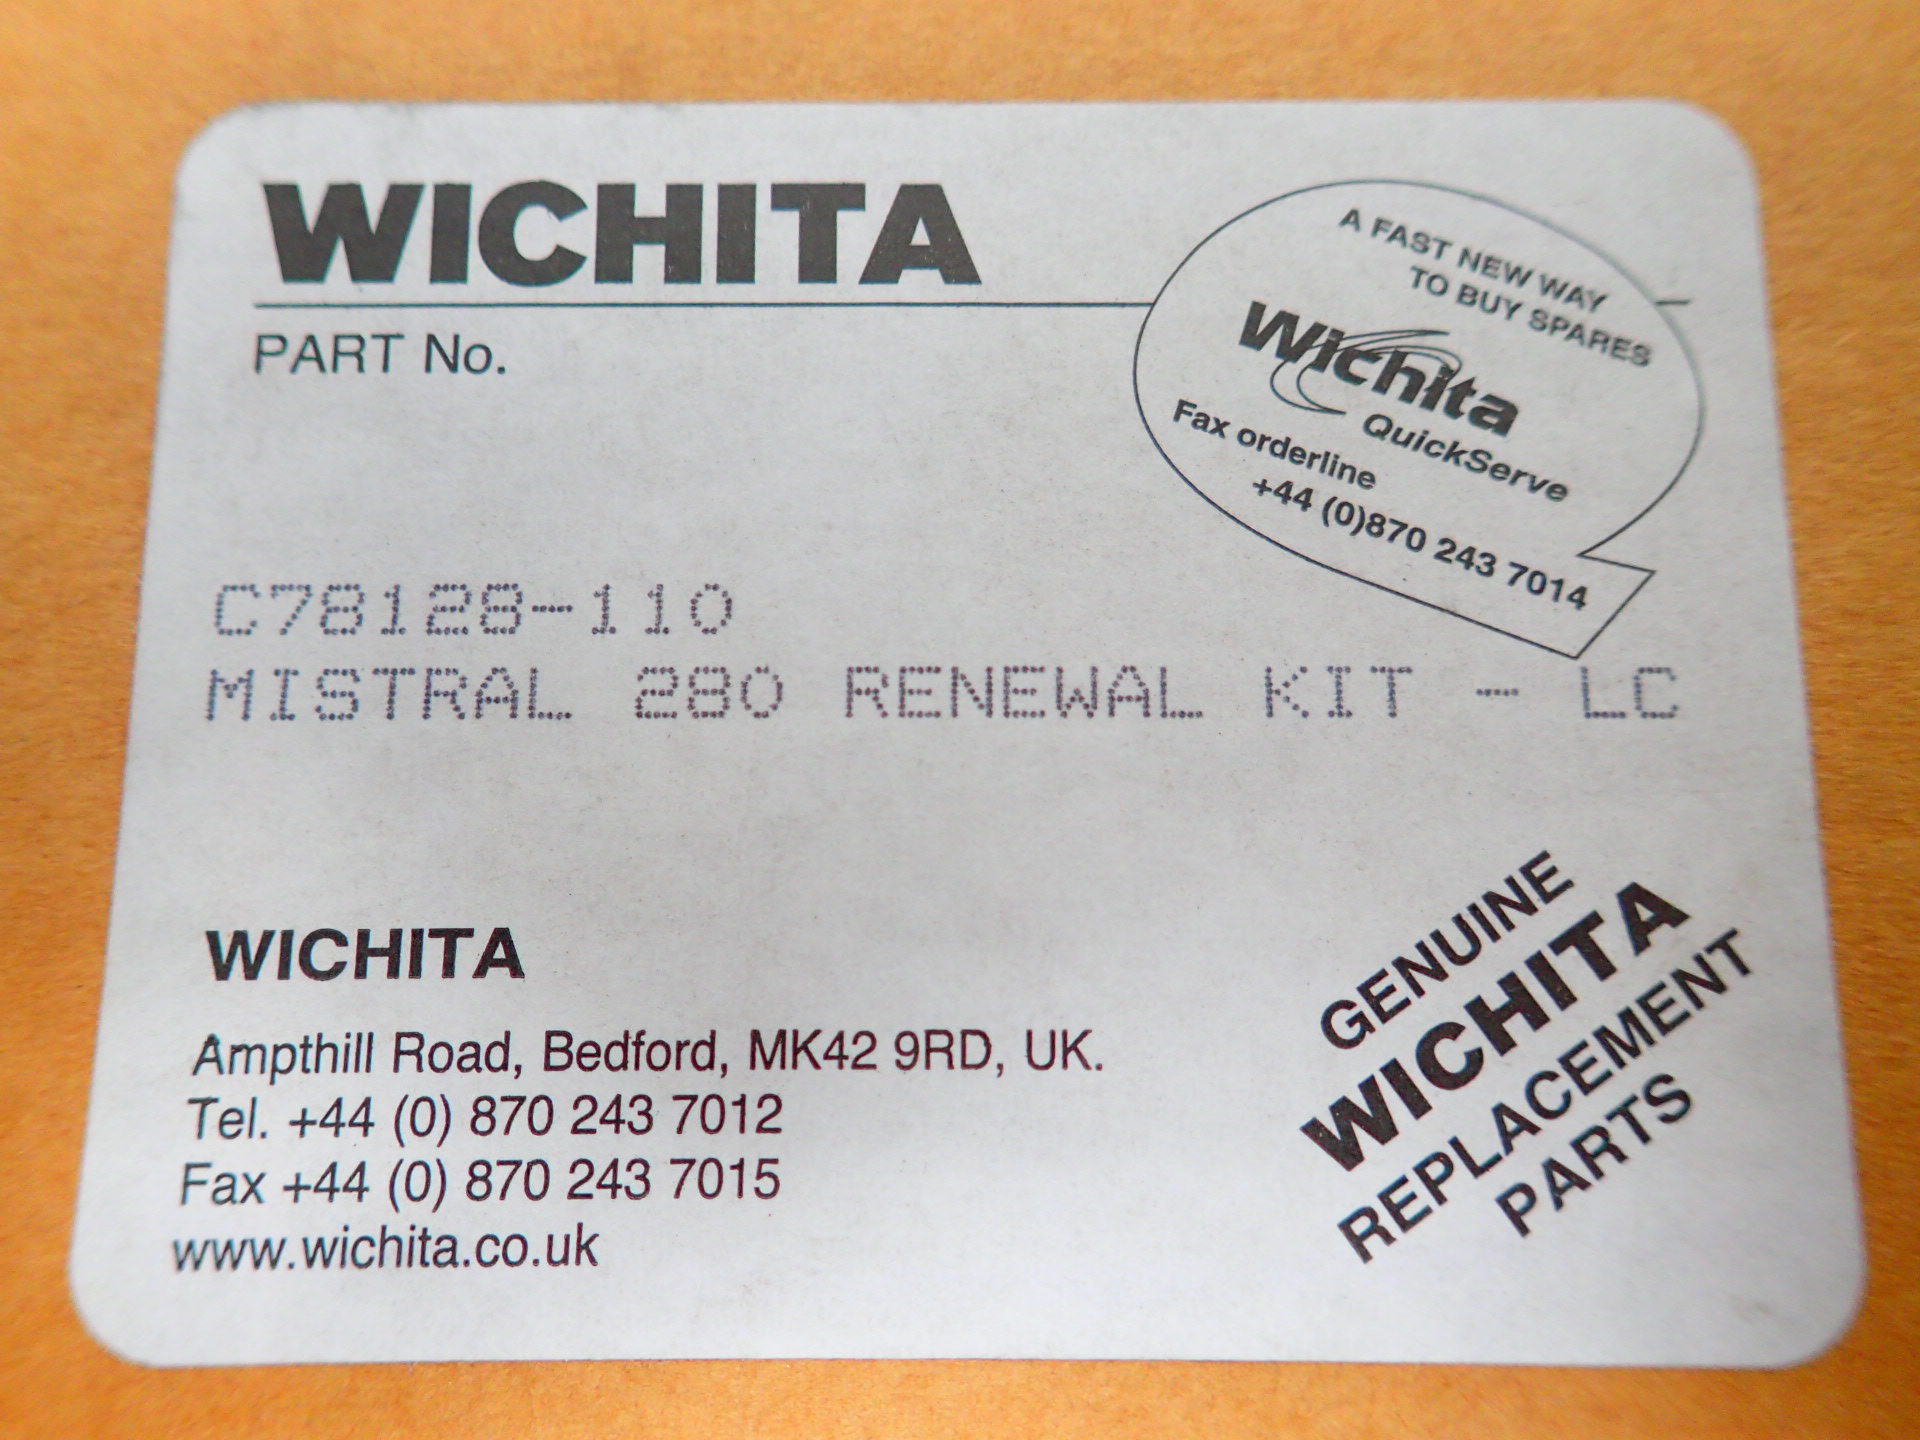 WICHITA
PART No.
A FAST NEW WAY
TO BUY SPARES
Wichita
QuickServe
Fax orderline
+44 (0)870 243 7014
C78128-110
MISTRAL 280 RENEWAL KIT - LC
WICHITA
Ampthill Road, Bedford, MK42 9RD, UK.
Tel. +44 (0) 870 243 7012
Fax +44 (0) 870 243 7015
www.wichita.co.uk
GENUINE
WICHITA
REPLACEMENT
PARTS